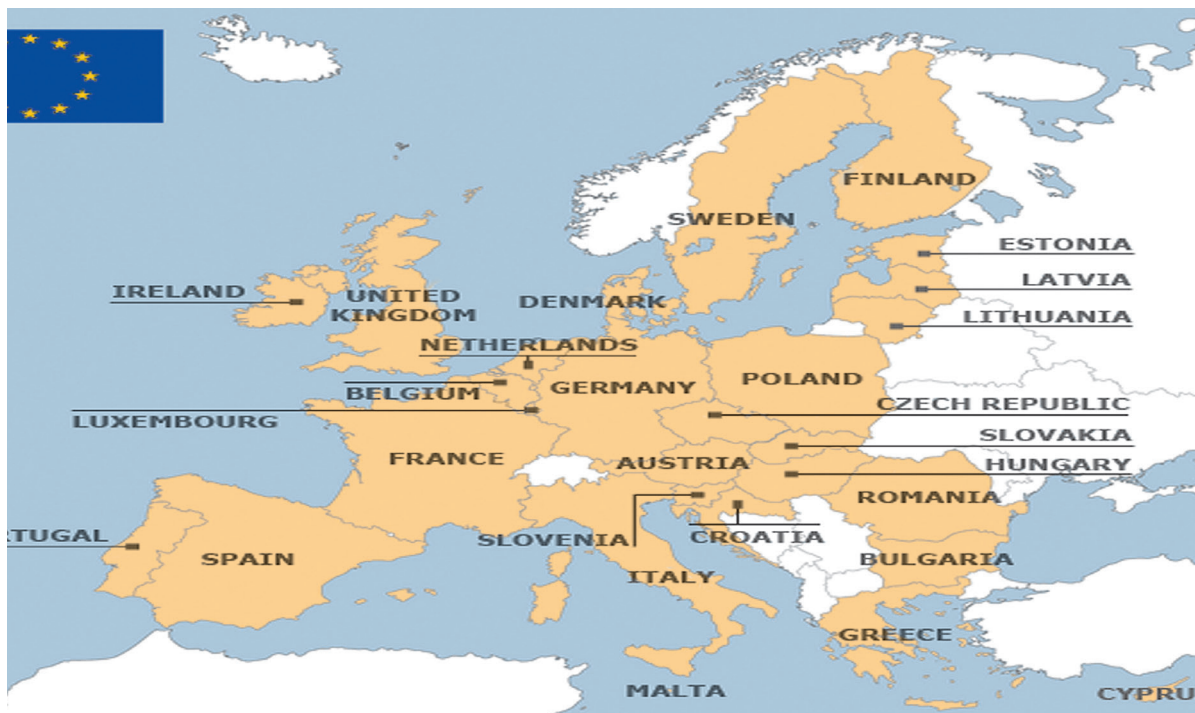 FINLAND
SWEDEN
ESTONIA
IRELAND
LATVIA
UNITED
KINGDOM
DENMARK
LITHUANIA
NETHERLANDS
BELGIUM
GERMANY
POLAND
LUXEMBOURG
CZECH REPUBLIC
FRANCE
AUSTRIA
SLOVAKIA
HUNGARY
ROMANIA
RTUGAL
SPAIN
SLOVENIA
CROATIA
ITALY
BULGARIA
GREECE
MALTA
CYPRU